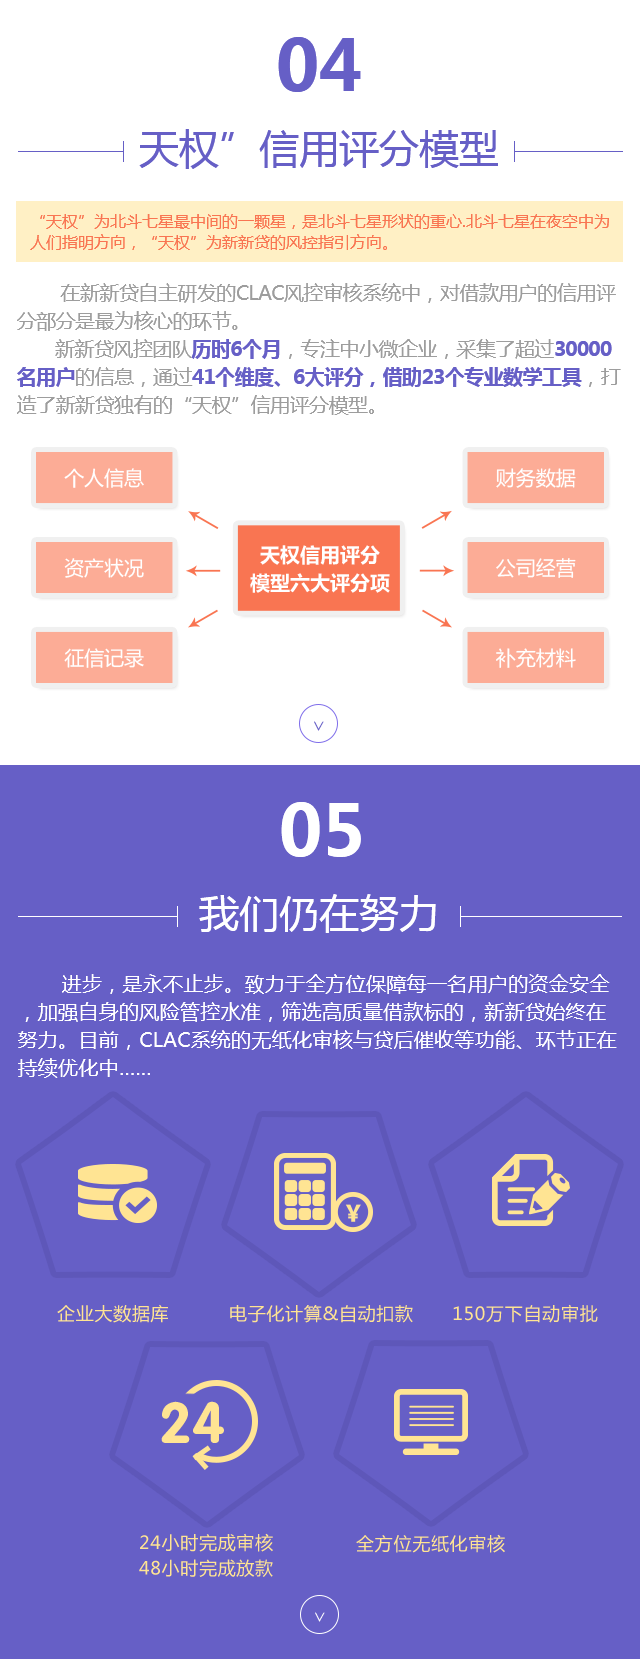 04
天权”信用评分模型
“天权”为北斗七星最中间的一颗星，是北斗七星形状的重心.北斗七星在夜空中为
人们指明方向，“天权”为新新贷的风控指引方向。
在新新贷自主研发的CLAC风控审核系统中，对借款用户的信用评
分部分是最为核心的环节。
新新贷风控团队历时6个月，专注中小微企业，采集了超过30000
名用户的信息，通过41个维度、6大评分，借助23个专业数学工具，打
造了新新贷独有的“天权”信用评分模型。
个人信息
财务数据
天权信用评分
模型六大评分项
资产状况
公司经营
征信记录
补充材料
05
我们仍在努力
进步，是永不止步。致力于全方位保障每一名用户的资金安全
，加强自身的风险管控水准，筛选高质量借款标的，新新贷始终在
努力。目前，CLAC系统的无纸化审核与贷后催收等功能、环节正在
持续优化中......
¥
企业大数据库
电子化计算&自动扣款
150万下自动审批
24
24小时完成审核
48小时完成放款
全方位无纸化审核